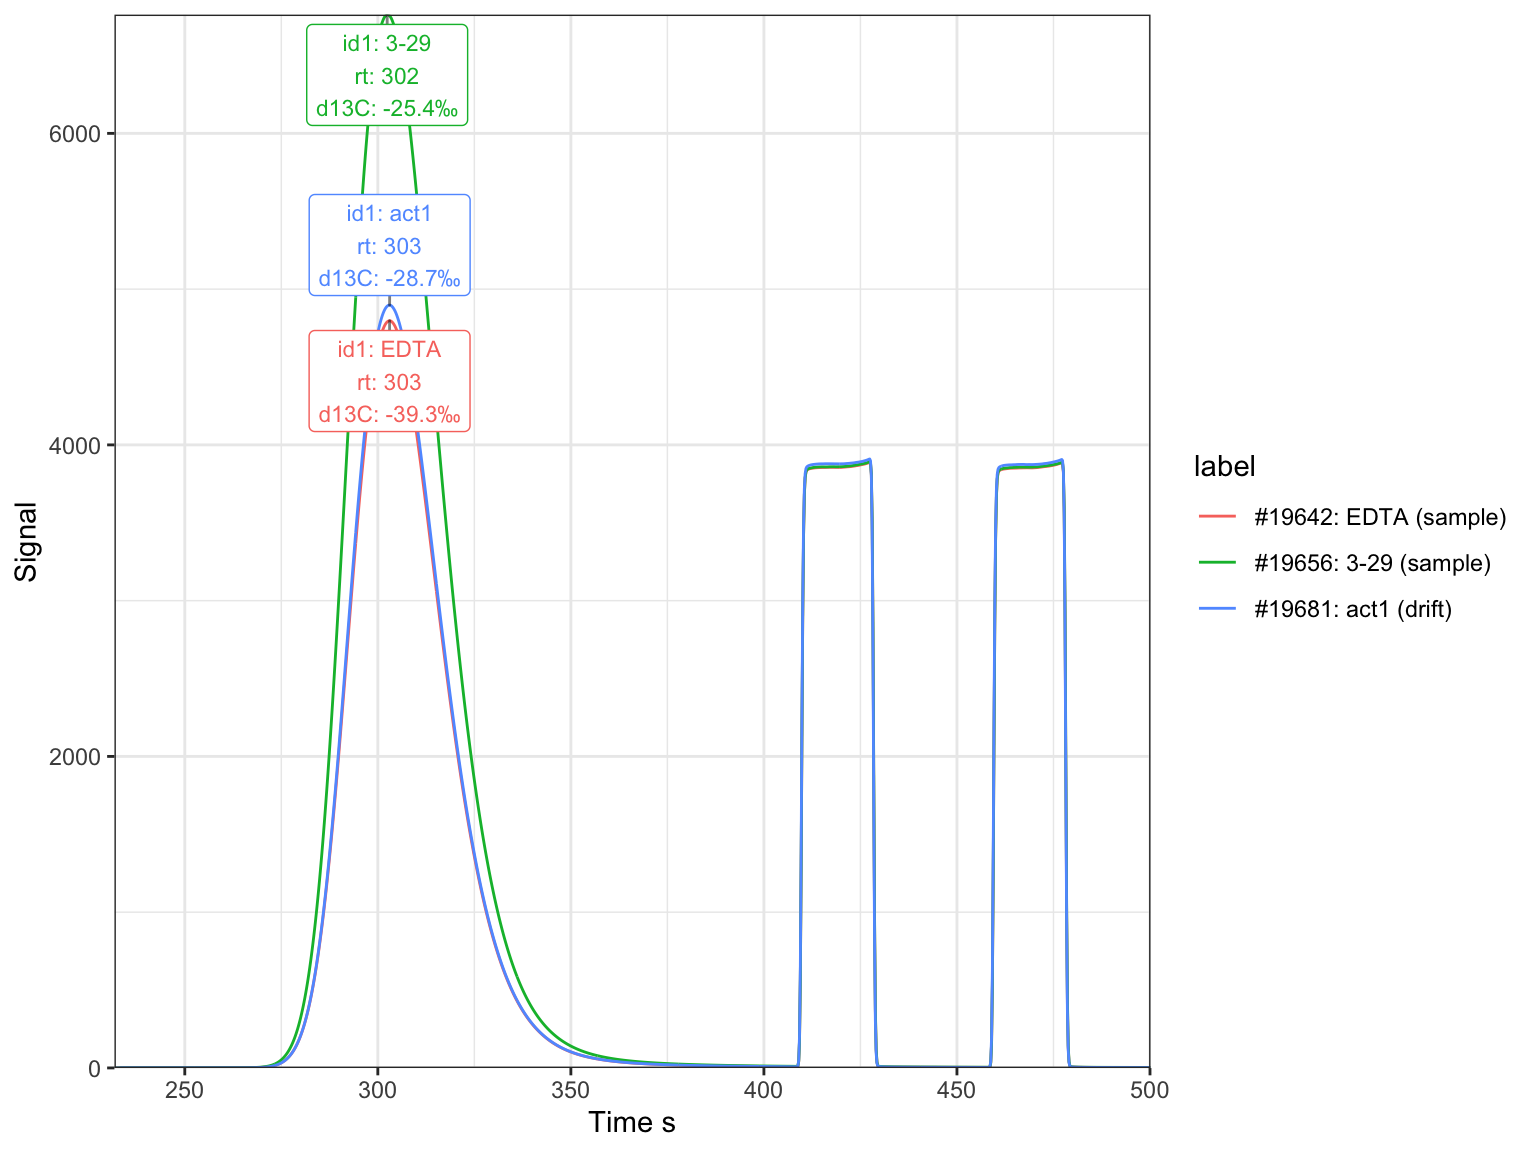 id1: 3-29
rt: 302
d13C: -25.4‰
id1: act1
rt: 303
d13C: -28.7‰
id1: EDTA
rt: 303
d13C: -39.3‰
6000
4000
2000
0
Signal
250
300
350
400
450
500
Time s
label
#19642: EDTA (sample)
#19656: 3-29 (sample)
#19681: act1 (drift)